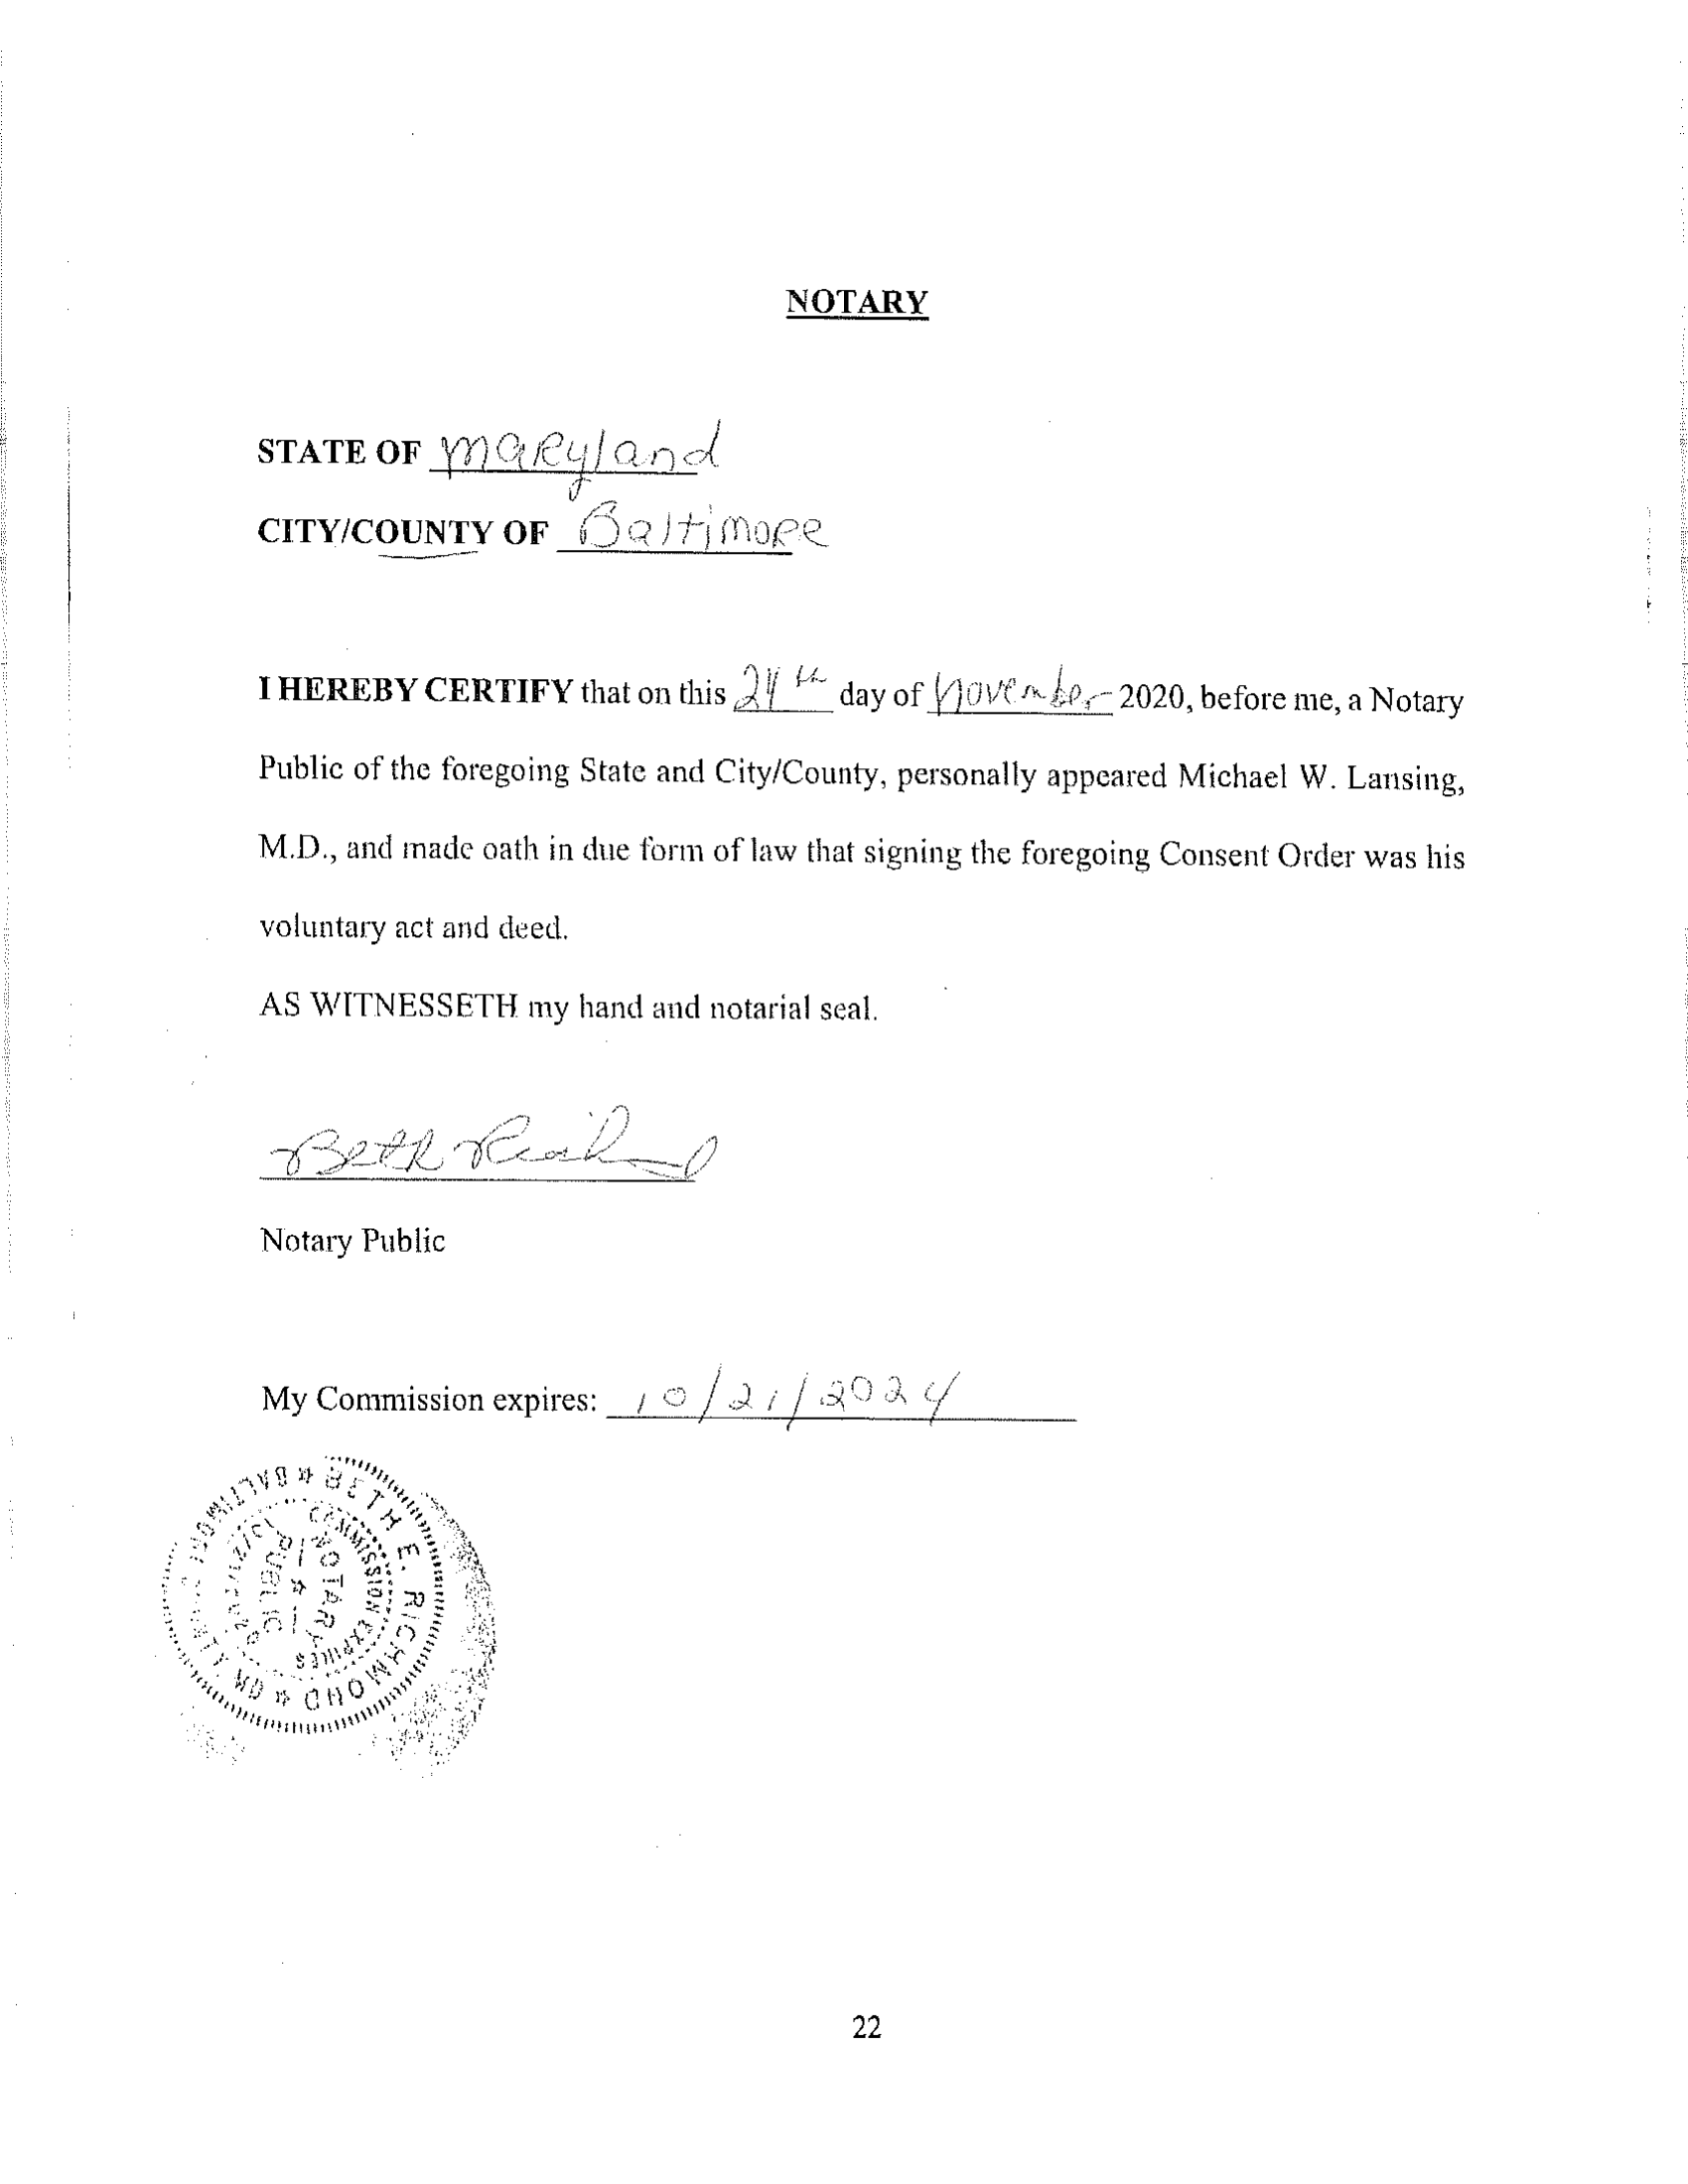 NOTARY
STATE OF Maryland
CITY/COUNTY OF Baltimore
I HEREBY CERTIFY that on this 24th day of November 2020, before me, a Notary
Public of the foregoing State and City/County, personally appeared Michael W. Lansing,
M.D., and made oath in due form of law that signing the foregoing Consent Order was his
voluntary act and deed.
AS WITNESSETH my hand and notarial seal.
Beth
Notary Public
My Commission expires: 10/21/2024
BETH E. RICHMOND
COMMISSION EXPIRES
NOTARY
PUBLIC
MD
22